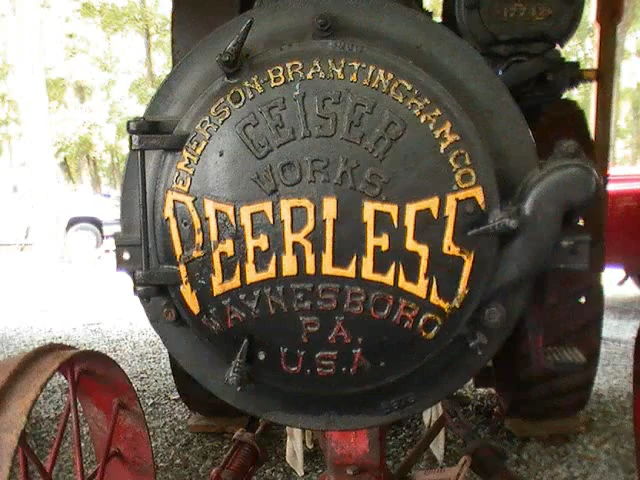 EMERSON-BRANTINGHAM CO.
GEISER
WORKS
PEERLESS
WAYNESBORO
PA.
U.S.A.